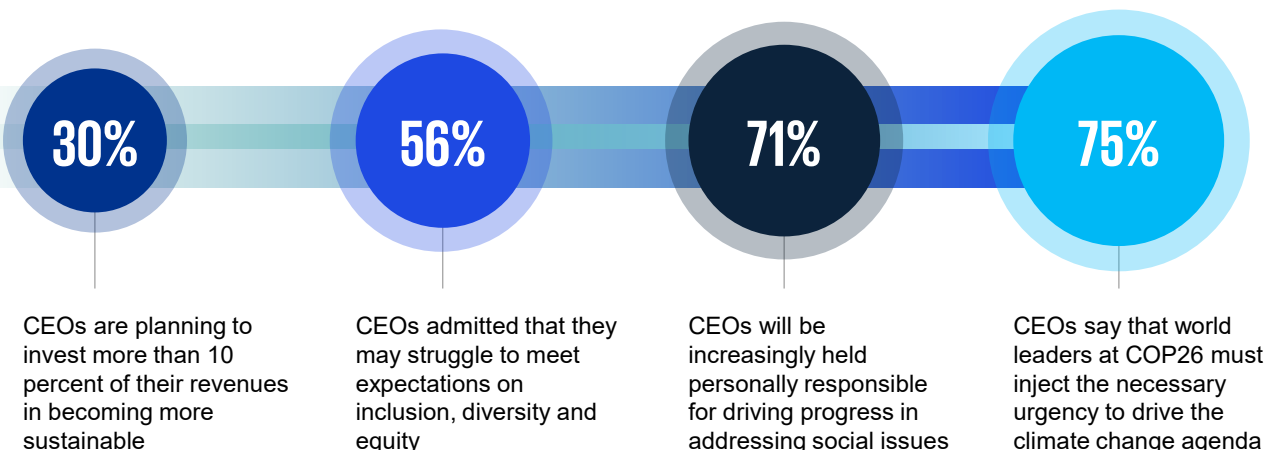 30%
56%
71%
75%
CEOs are planning to
invest more than 10
percent of their revenues
in becoming more
sustainable
CEOs admitted that they
may struggle to meet
expectations on
inclusion, diversity and
equity
CEOs will be
increasingly held
personally responsible
for driving progress in
addressing social issues
CEOs say that world
leaders at COP26 must
inject the necessary
urgency to drive the
climate change agenda